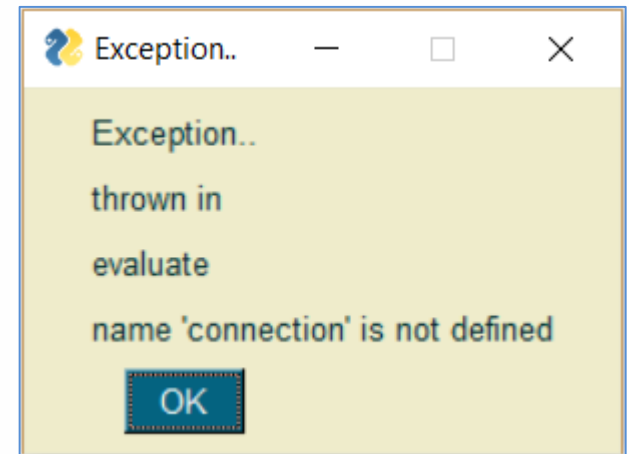 Exception..
Exception..
thrown in
evaluate
name 'connection' is not defined
OK